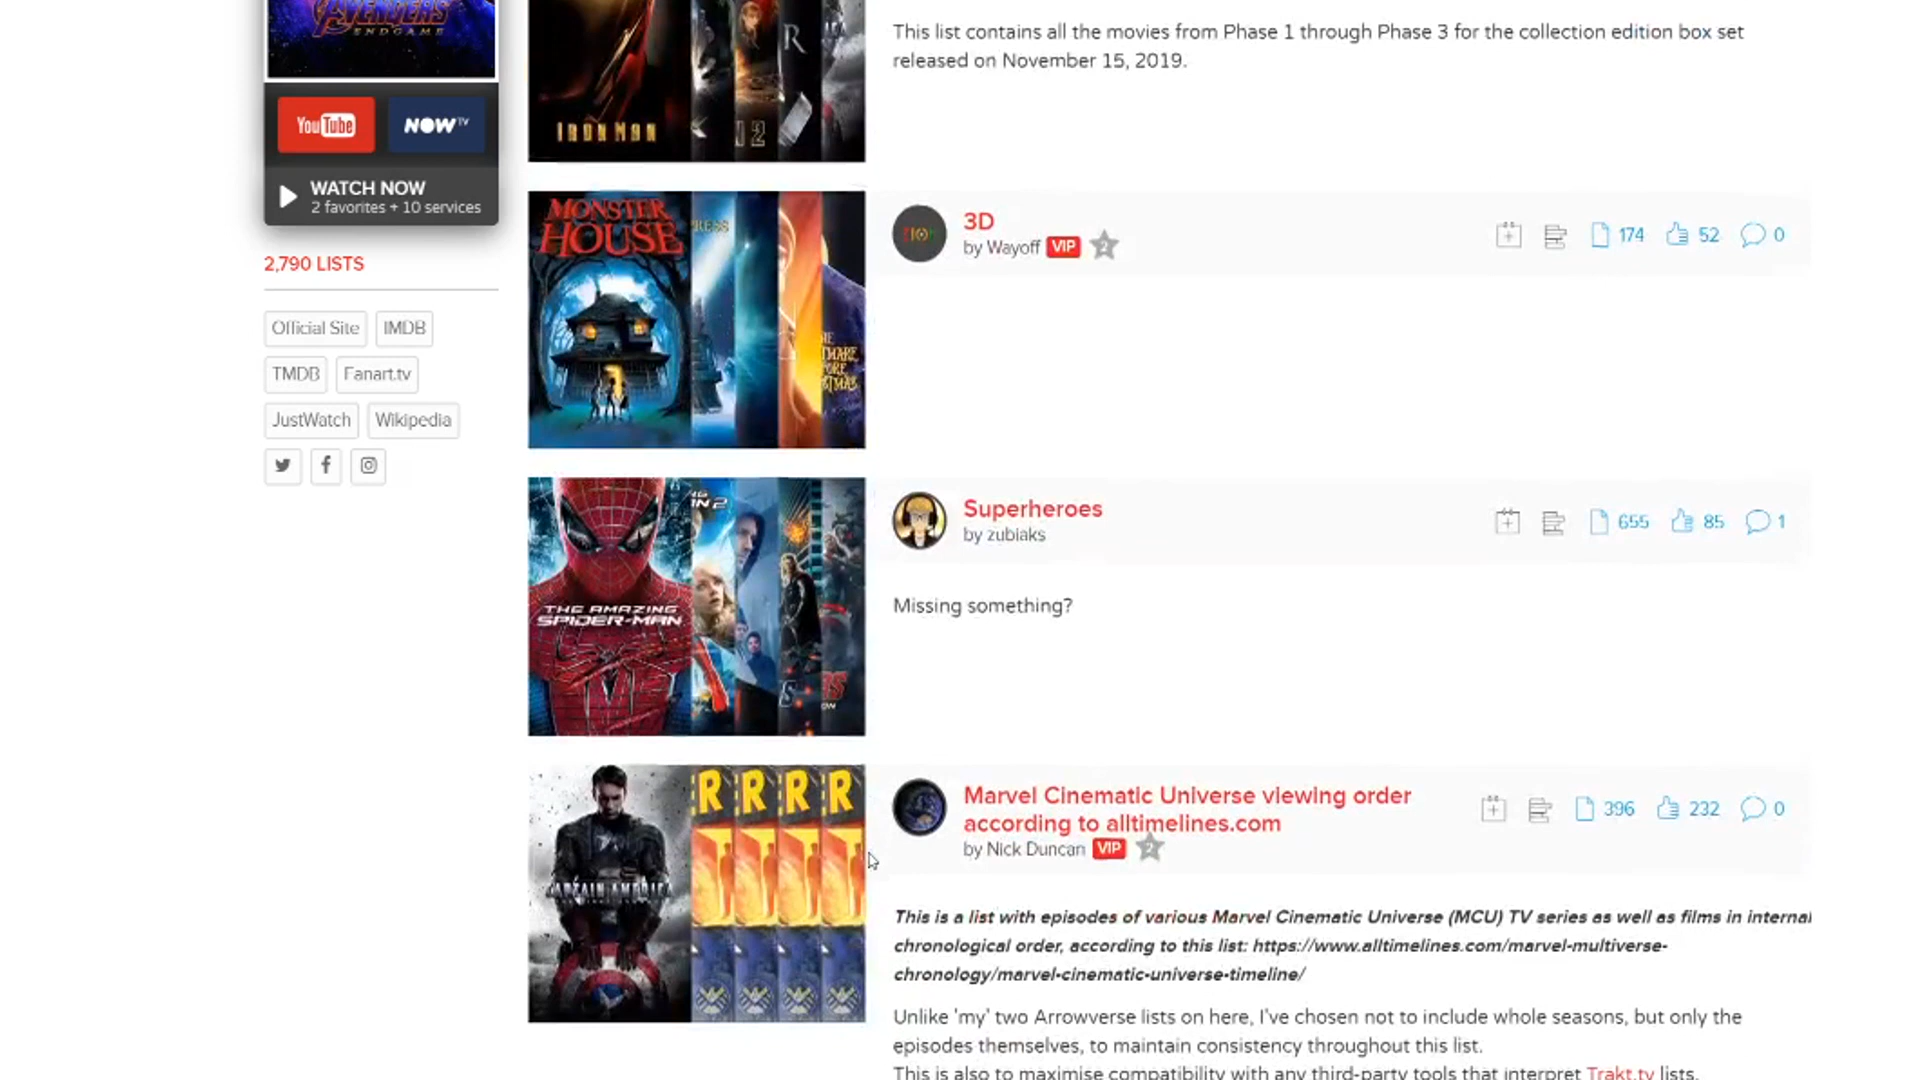 AVENGERS
ENDGAME
YouTube
NOW TV
WATCH NOW
2 favorites + 10 services
2,790 LISTS
Official Site
IMDB
TMDB
Fanart.tv
JustWatch
Wikipedia
IRON MAN
2
R
This list contains all the movies from Phase 1 through Phase 3 for the collection edition box set
released on November 15, 2019.
MONSTER
HOUSE
RESS
3D
by Wayoff VIP 2
174
52
0
THE AMAZING
SPIDER-MAN
Superheroes
by zubiaks
655
85
1
Missing something?
CAPTAIN AMERICA
R R R R
Marvel Cinematic Universe viewing order
according to alltimelines.com
by Nick Duncan VIP 2
396
232
0
This is a list with episodes of various Marvel Cinematic Universe (MCU) TV series as well as films in internal
chronological order, according to this list: https://www.alltimelines.com/marvel-multiverse-
chronology/marvel-cinematic-universe-timeline/
Unlike 'my' two Arrowverse lists on here, I've chosen not to include whole seasons, but only the
episodes themselves, to maintain consistency throughout this list.
This is also to maximise compatibility with any third-party tools that interpret Trakt.tv lists.